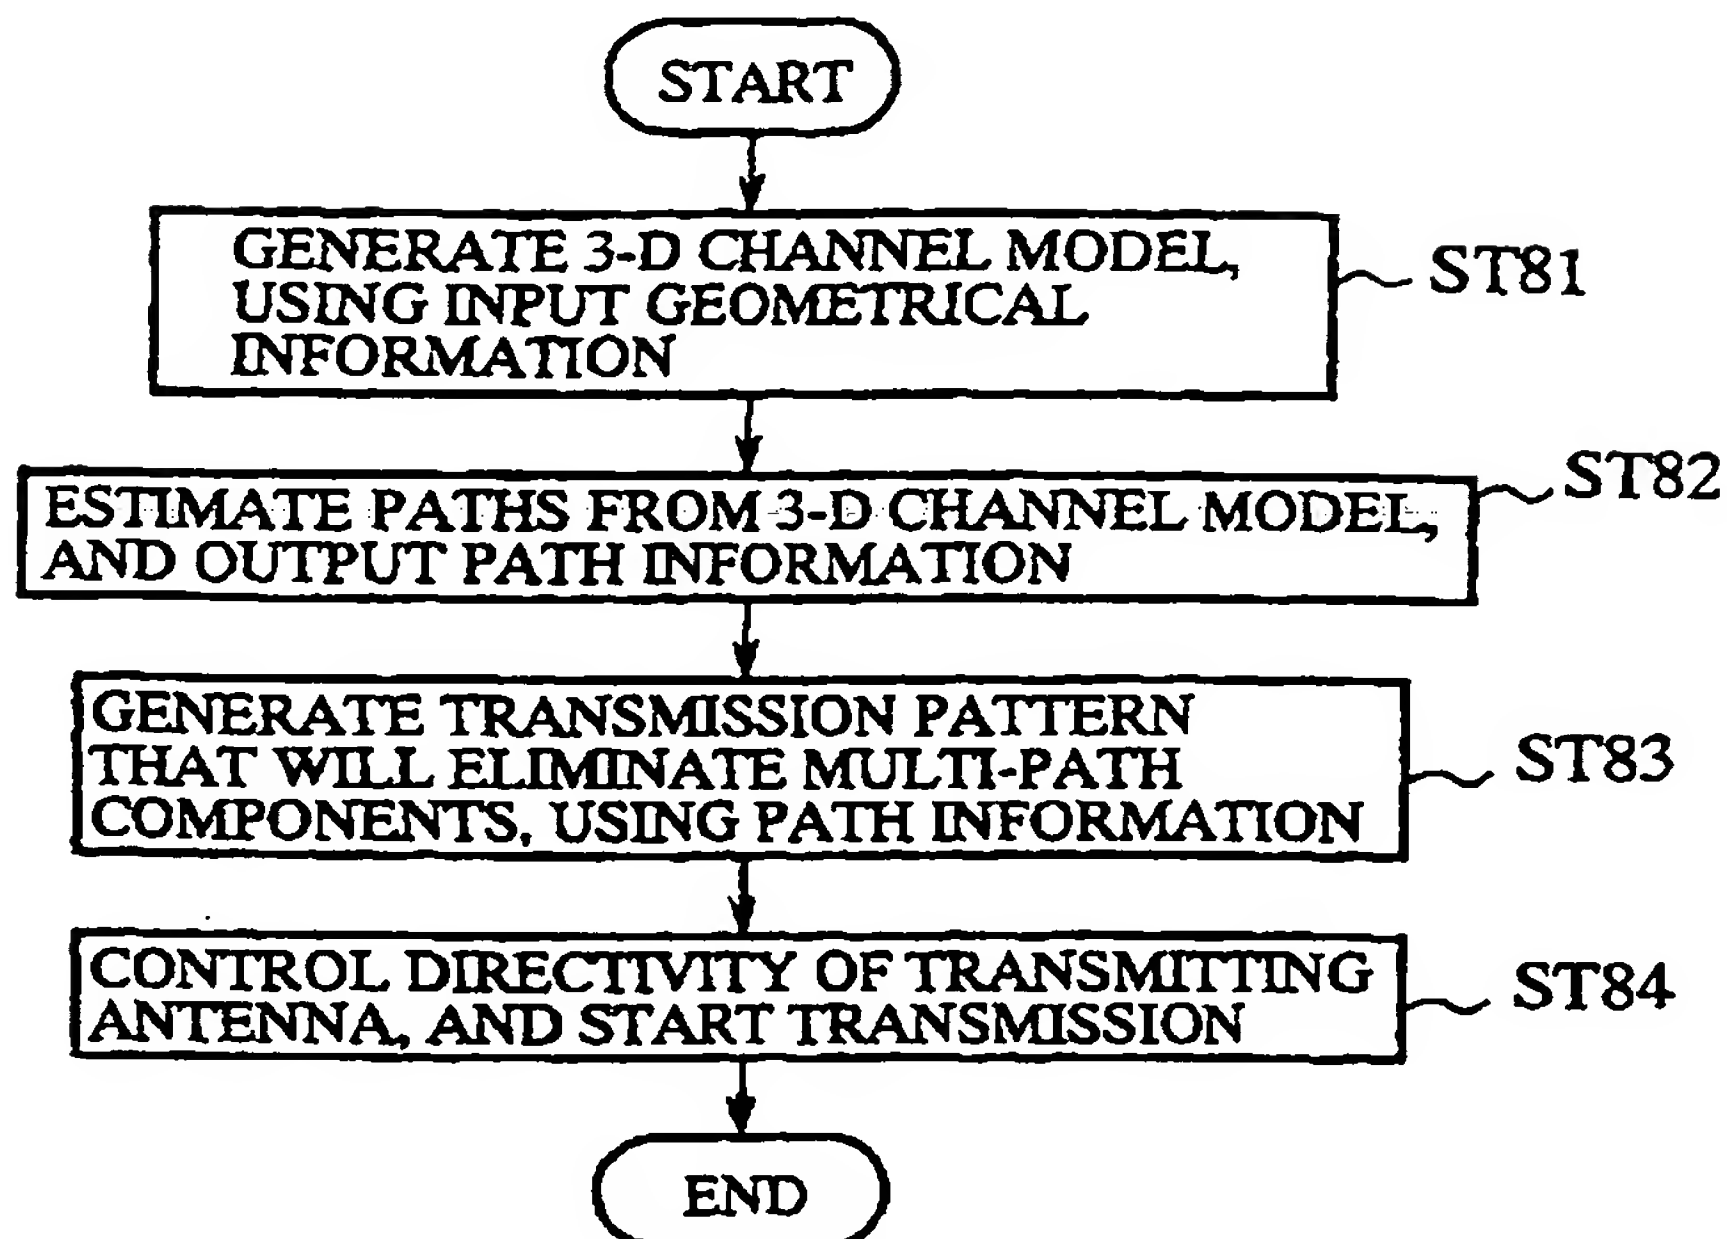 START
GENERATE 3-D CHANNEL MODEL,
USING INPUT GEOMETRICAL
INFORMATION
ST81
ESTIMATE PATHS FROM 3-D CHANNEL MODEL,
AND OUTPUT PATH INFORMATION
ST82
GENERATE TRANSMISSION PATTERN
THAT WILL ELIMINATE MULTI-PATH
COMPONENTS, USING PATH INFORMATION
ST83
CONTROL DIRECTIVITY OF TRANSMITTING
ANTENNA, AND START TRANSMISSION
ST84
END